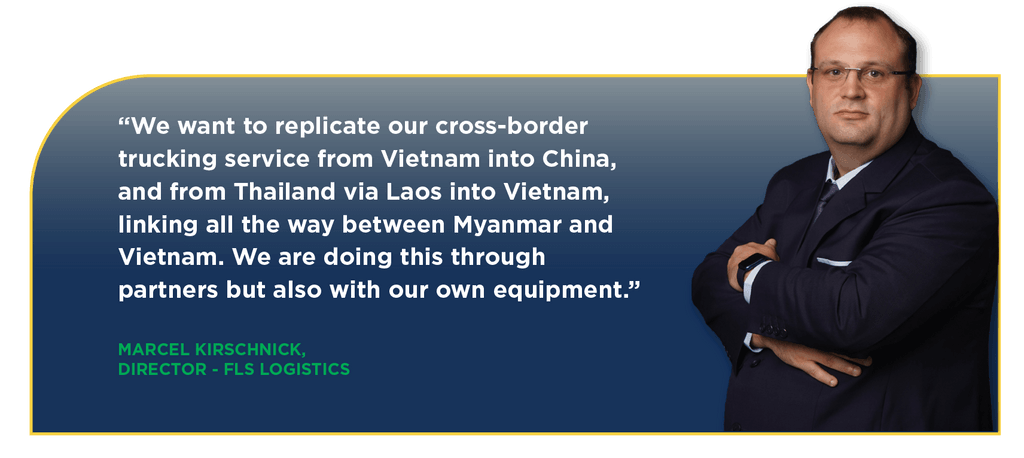 “We want to replicate our cross-border
trucking service from Vietnam into China,
and from Thailand via Laos into Vietnam,
linking all the way between Myanmar and
Vietnam. We are doing this through
partners but also with our own equipment.”
MARCEL KIRSCHNICK,
DIRECTOR - FLS LOGISTICS